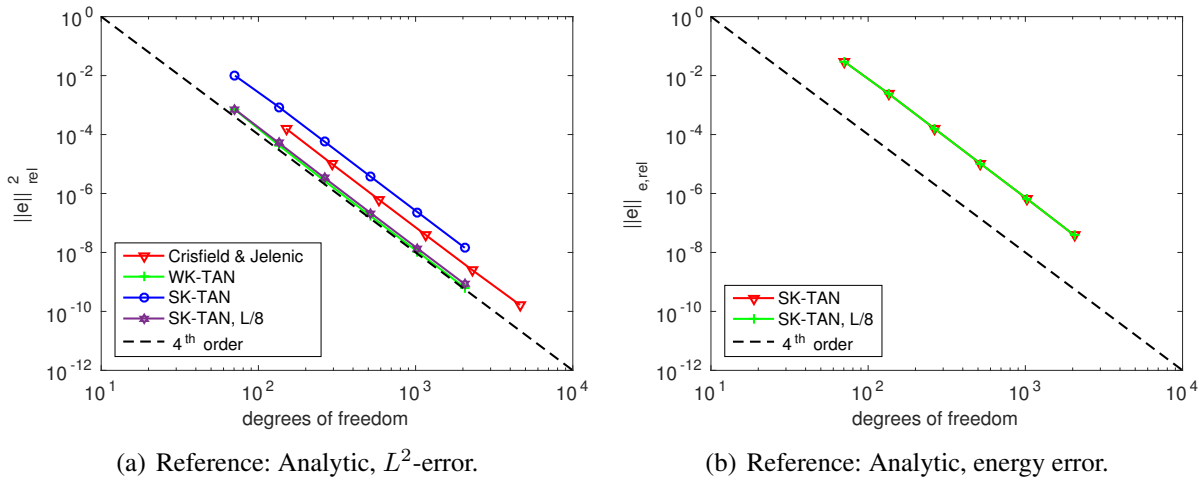 10^0
10^-2
10^-4
10^-6
10^-8
10^-10
10^-12
||e||^2_rel
Crisfield & Jelenic
WK-TAN
SK-TAN
SK-TAN, L/8
4^th order
10^1 10^2 10^3 10^4
degrees of freedom
(a) Reference: Analytic, L^2-error.
10^0
10^-2
10^-4
10^-6
10^-8
10^-10
10^-12
||e||_e,rel
SK-TAN
SK-TAN, L/8
4^th order
10^1 10^2 10^3 10^4
degrees of freedom
(b) Reference: Analytic, energy error.